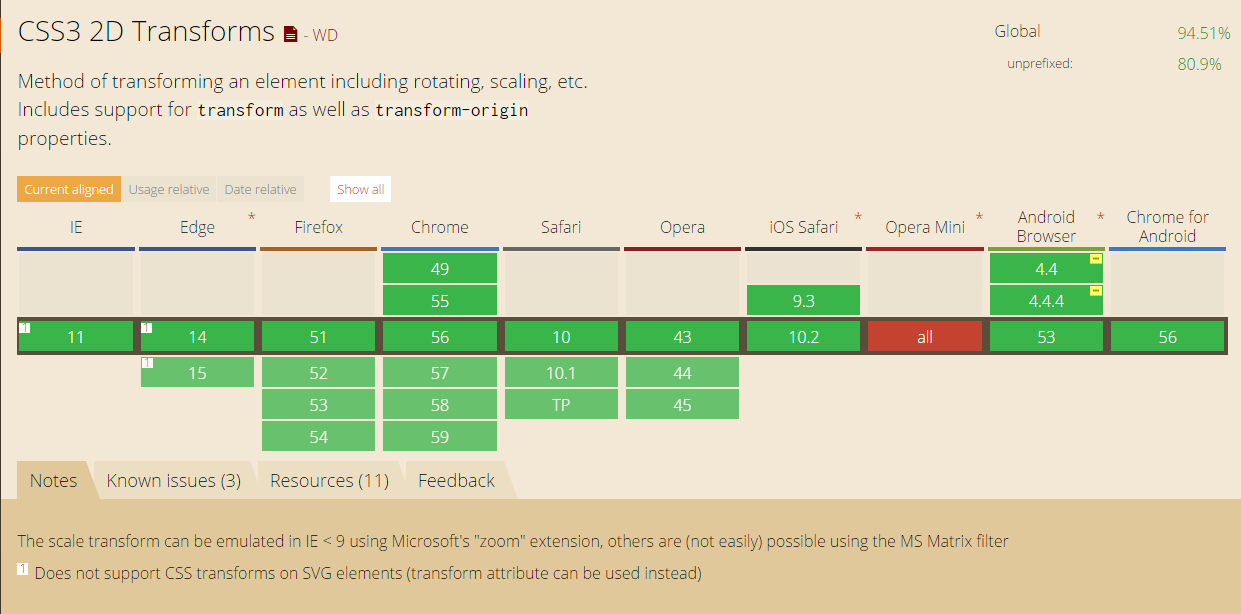 CSS3 2D Transforms - WD
Global 94.51%
unprefixed: 80.9%
Method of transforming an element including rotating, scaling, etc.
Includes support for transform as well as transform-origin
properties.
Current aligned Usage relative Date relative Show all
IE Edge * Firefox Chrome Safari Opera iOS Safari * Opera Mini * Android Browser * Chrome for Android
49 4.4
55 9.3 4.4.4
1 11 1 14 51 56 10 43 10.2 all 53 56
1 15 52 57 10.1 44
53 58 TP 45
54 59
Notes Known issues (3) Resources (11) Feedback
The scale transform can be emulated in IE < 9 using Microsoft's "zoom" extension, others are (not easily) possible using the MS Matrix filter
1 Does not support CSS transforms on SVG elements (transform attribute can be used instead)